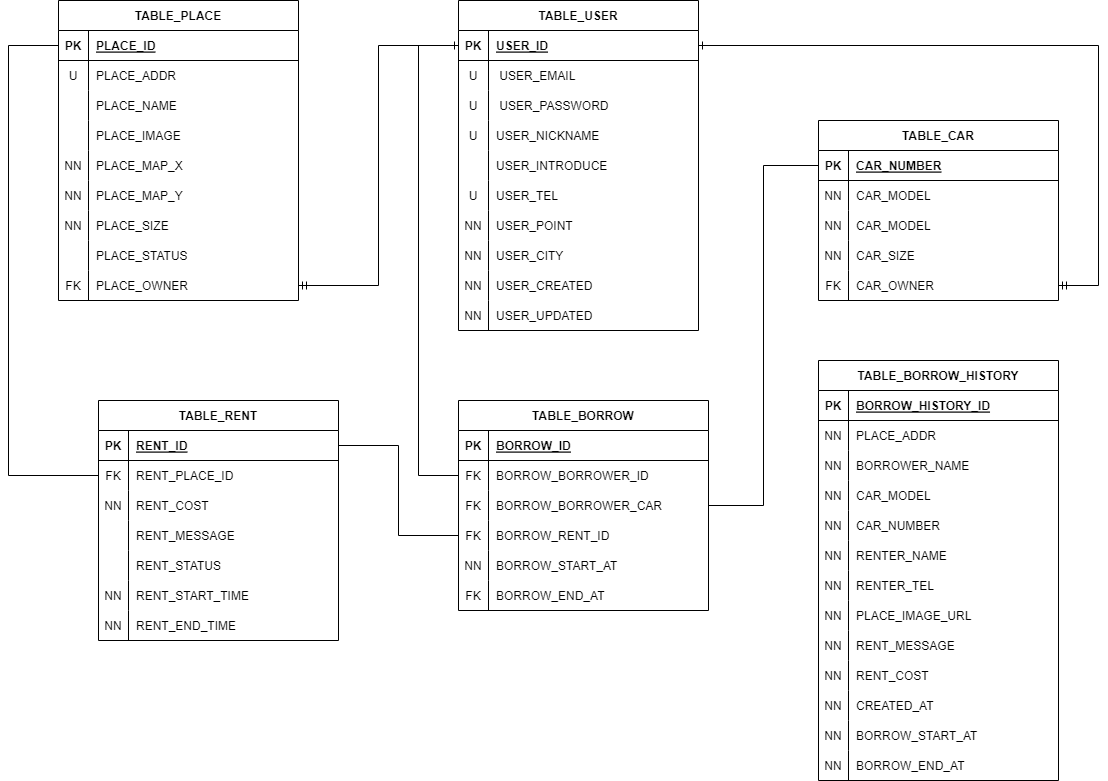 TABLE_PLACE
PK PLACE_ID
U PLACE_ADDR
PLACE_NAME
PLACE_IMAGE
NN PLACE_MAP_X
NN PLACE_MAP_Y
NN PLACE_SIZE
PLACE_STATUS
FK PLACE_OWNER
TABLE_USER
PK USER_ID
U USER_EMAIL
U USER_PASSWORD
U USER_NICKNAME
USER_INTRODUCE
U USER_TEL
NN USER_POINT
NN USER_CITY
NN USER_CREATED
NN USER_UPDATED
TABLE_CAR
PK CAR_NUMBER
NN CAR_MODEL
NN CAR_MODEL
NN CAR_SIZE
FK CAR_OWNER
TABLE_RENT
PK RENT_ID
FK RENT_PLACE_ID
NN RENT_COST
RENT_MESSAGE
RENT_STATUS
NN RENT_START_TIME
NN RENT_END_TIME
TABLE_BORROW
PK BORROW_ID
FK BORROW_BORROWER_ID
FK BORROW_BORROWER_CAR
FK BORROW_RENT_ID
NN BORROW_START_AT
FK BORROW_END_AT
TABLE_BORROW_HISTORY
PK BORROW_HISTORY_ID
NN PLACE_ADDR
NN BORROWER_NAME
NN CAR_MODEL
NN CAR_NUMBER
NN RENTER_NAME
NN RENTER_TEL
NN PLACE_IMAGE_URL
NN RENT_MESSAGE
NN RENT_COST
NN CREATED_AT
NN BORROW_START_AT
NN BORROW_END_AT